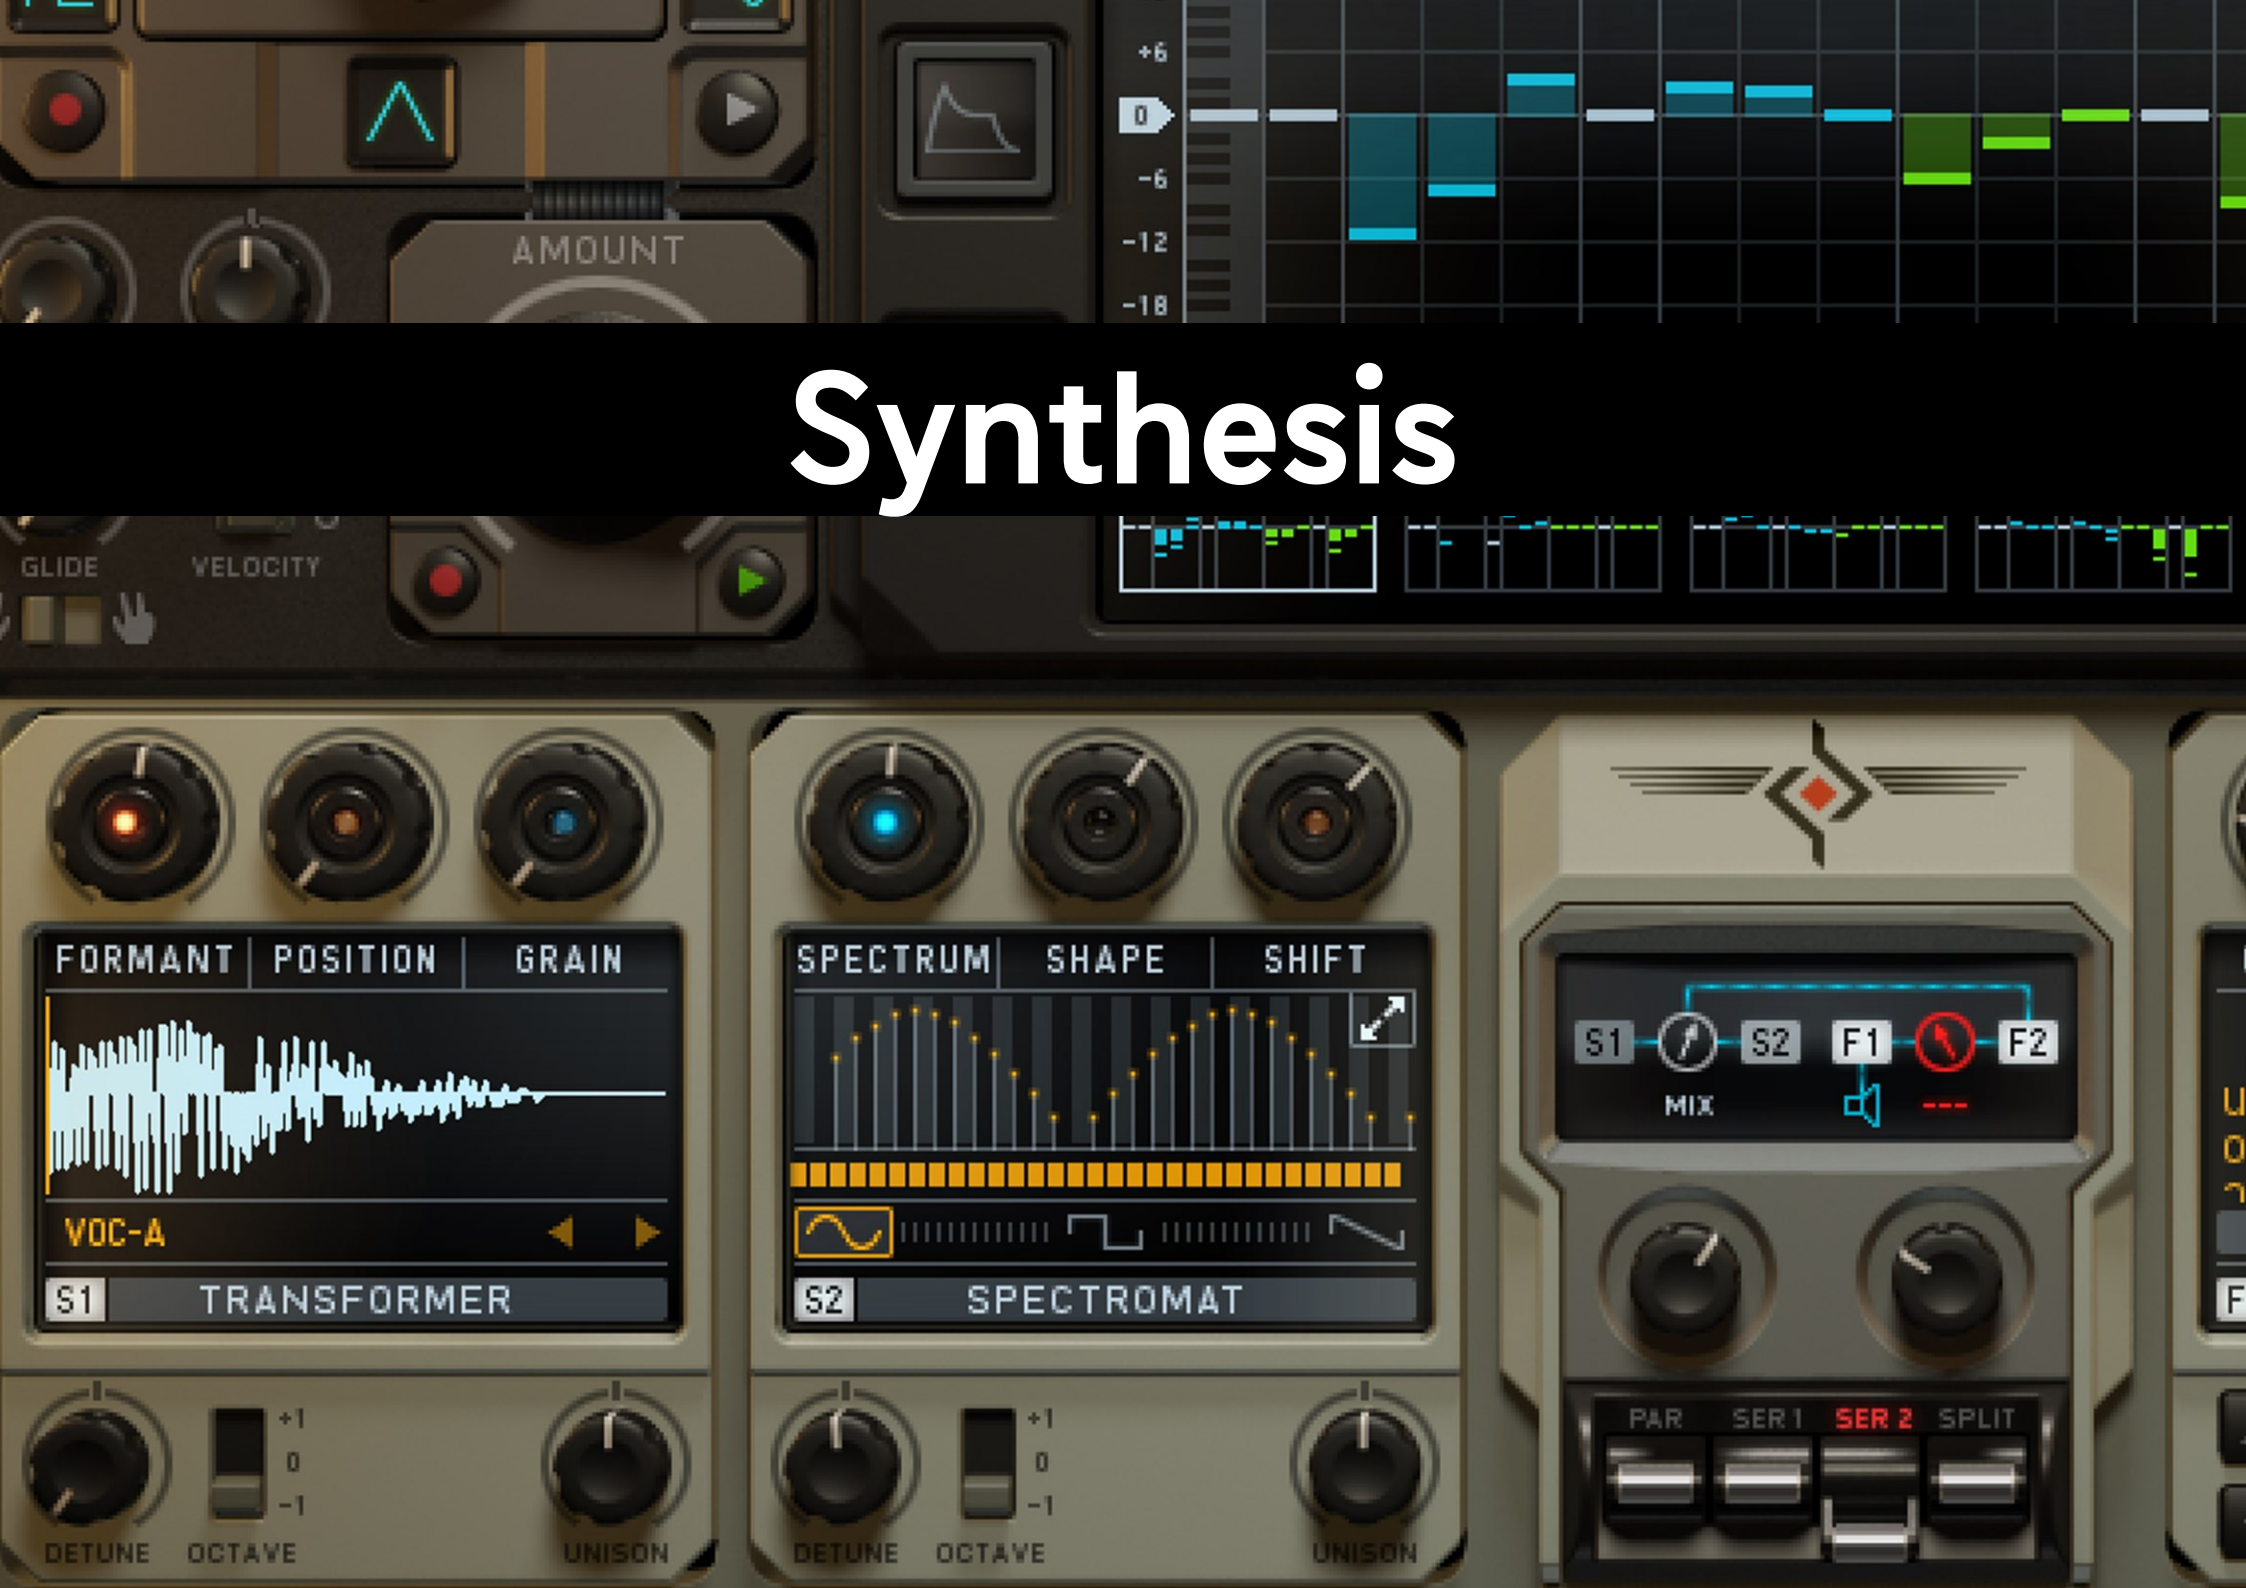 +6
0
-6
-12
-18
AMOUNT
Synthesis
GLIDE
VELOCITY
FORMANT POSITION GRAIN
VOC-A
S1 TRANSFORMER
SPECTRUM SHAPE SHIFT
S2 SPECTROMAT
S1 S2 F1 F2
MIX ---
PAR SER 1 SER 2 SPLIT
+1
0
-1
DETUNE OCTAVE UNISON
+1
0
-1
DETUNE OCTAVE UNISON